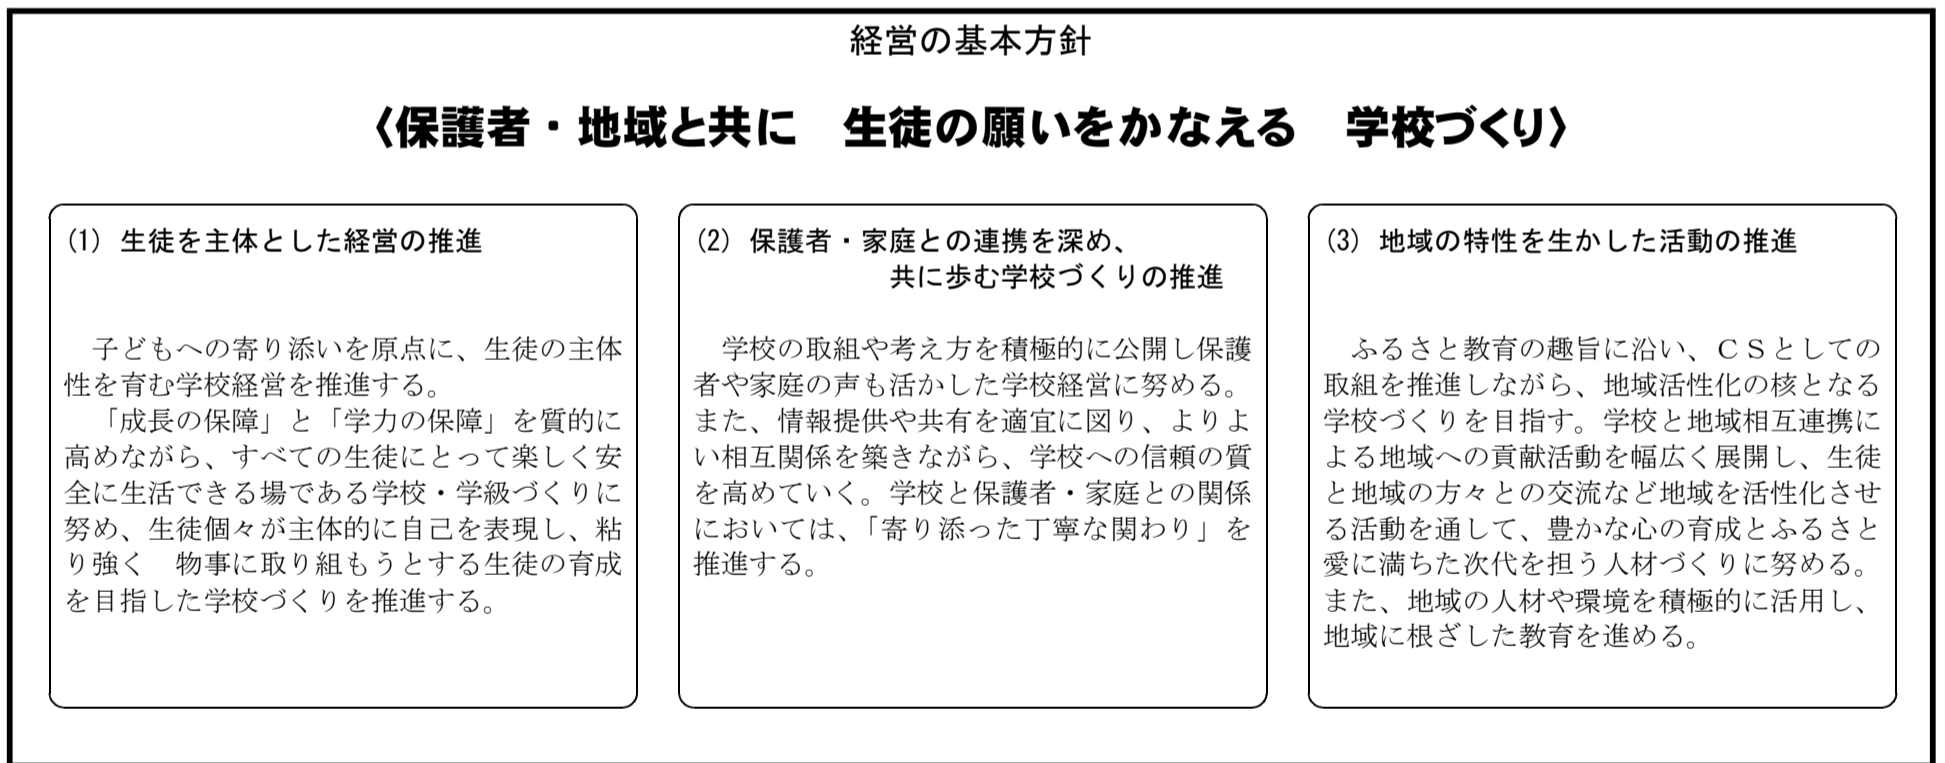 経営の基本方針
〈保護者・地域と共に　生徒の願いをかなえる　学校づくり〉
(1) 生徒を主体とした経営の推進
　子どもへの寄り添いを原点に、生徒の主体
性を育む学校経営を推進する。
　「成長の保障」と「学力の保障」を質的に
高めながら、すべての生徒にとって楽しく安
全に生活できる場である学校・学級づくりに
努め、生徒個々が主体的に自己を表現し、粘
り強く　物事に取り組もうとする生徒の育成
を目指した学校づくりを推進する。
(2) 保護者・家庭との連携を深め、
共に歩む学校づくりの推進
　学校の取組や考え方を積極的に公開し保護
者や家庭の声も活かした学校経営に努める。
また、情報提供や共有を適宜に図り、よりよ
い相互関係を築きながら、学校への信頼の質
を高めていく。学校と保護者・家庭との関係
においては、「寄り添った丁寧な関わり」を
推進する。
(3) 地域の特性を生かした活動の推進
　ふるさと教育の趣旨に沿い、ＣＳとしての
取組を推進しながら、地域活性化の核となる
学校づくりを目指す。学校と地域相互連携に
よる地域への貢献活動を幅広く展開し、生徒
と地域の方々との交流など地域を活性化させ
る活動を通して、豊かな心の育成とふるさと
愛に満ちた次代を担う人材づくりに努める。
また、地域の人材や環境を積極的に活用し、
地域に根ざした教育を進める。